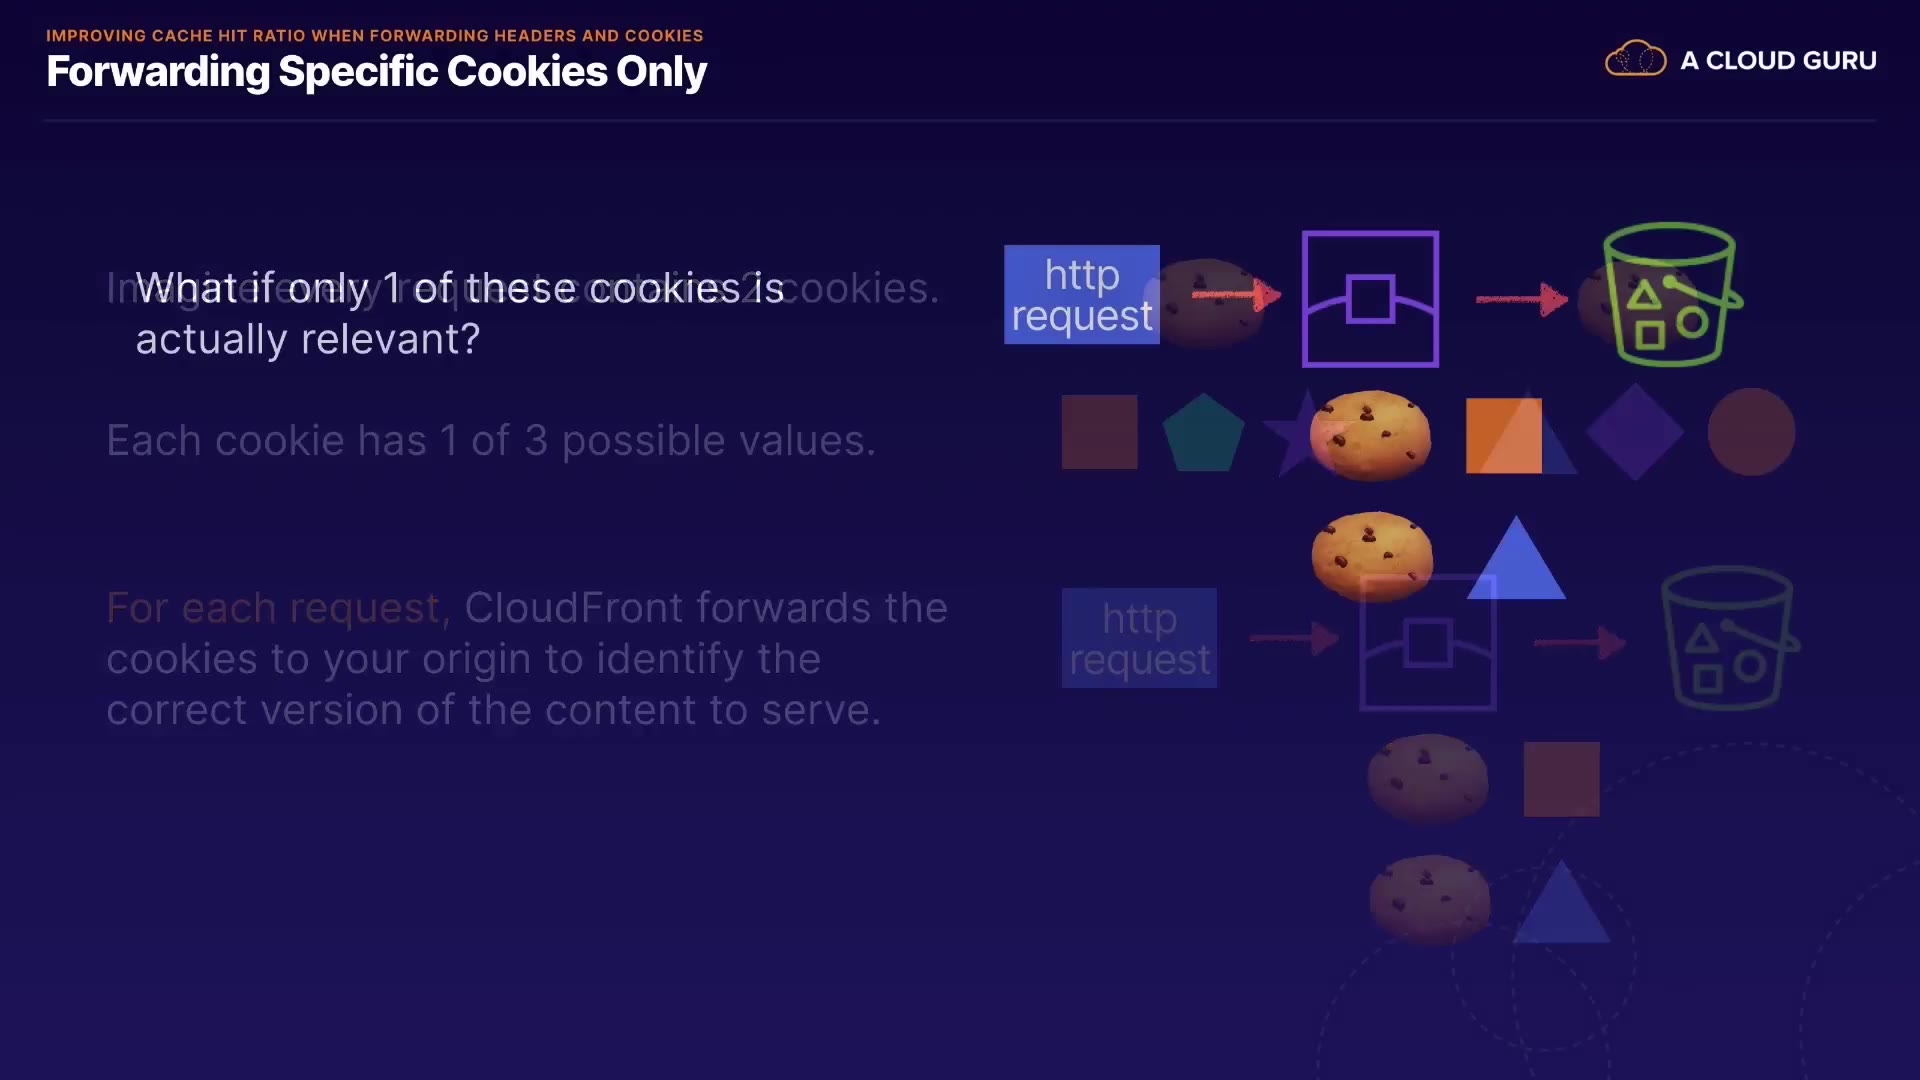 IMPROVING CACHE HIT RATIO WHEN FORWARDING HEADERS AND COOKIES
Forwarding Specific Cookies Only
A CLOUD GURU
What if only 1 of these cookies is
actually relevant?
Imagine every request contains 2 cookies.
Each cookie has 1 of 3 possible values.
For each request, CloudFront forwards the
cookies to your origin to identify the
correct version of the content to serve.
http
request
http
request